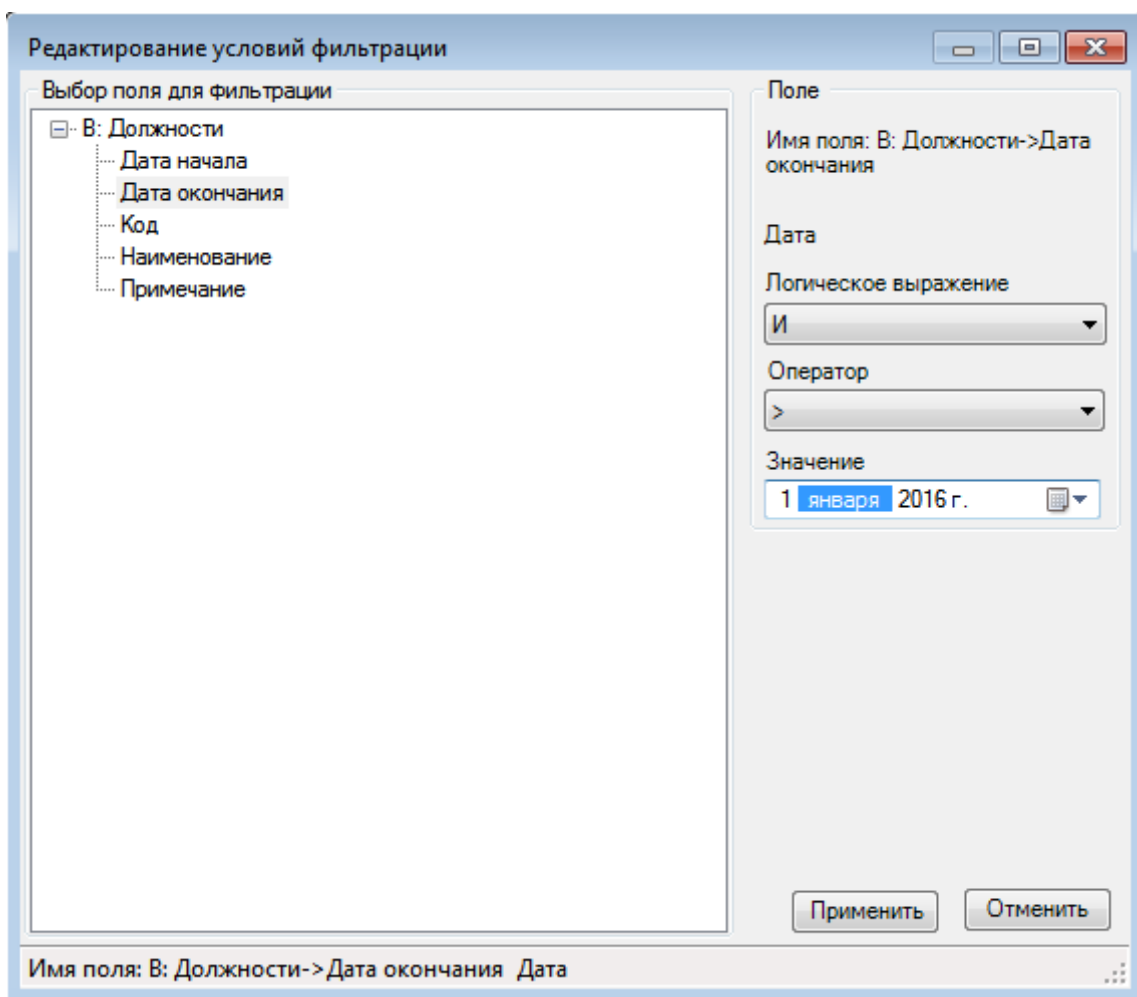 Редактирование условий фильтрации
Выбор поля для фильтрации
В: Должности
Дата начала
Дата окончания
Код
Наименование
Примечание
Поле
Имя поля: В: Должности->Дата
окончания
Дата
Логическое выражение
И
Оператор
>
Значение
1 января 2016 г.
Применить
Отменить
Имя поля: В: Должности->Дата окончания Дата